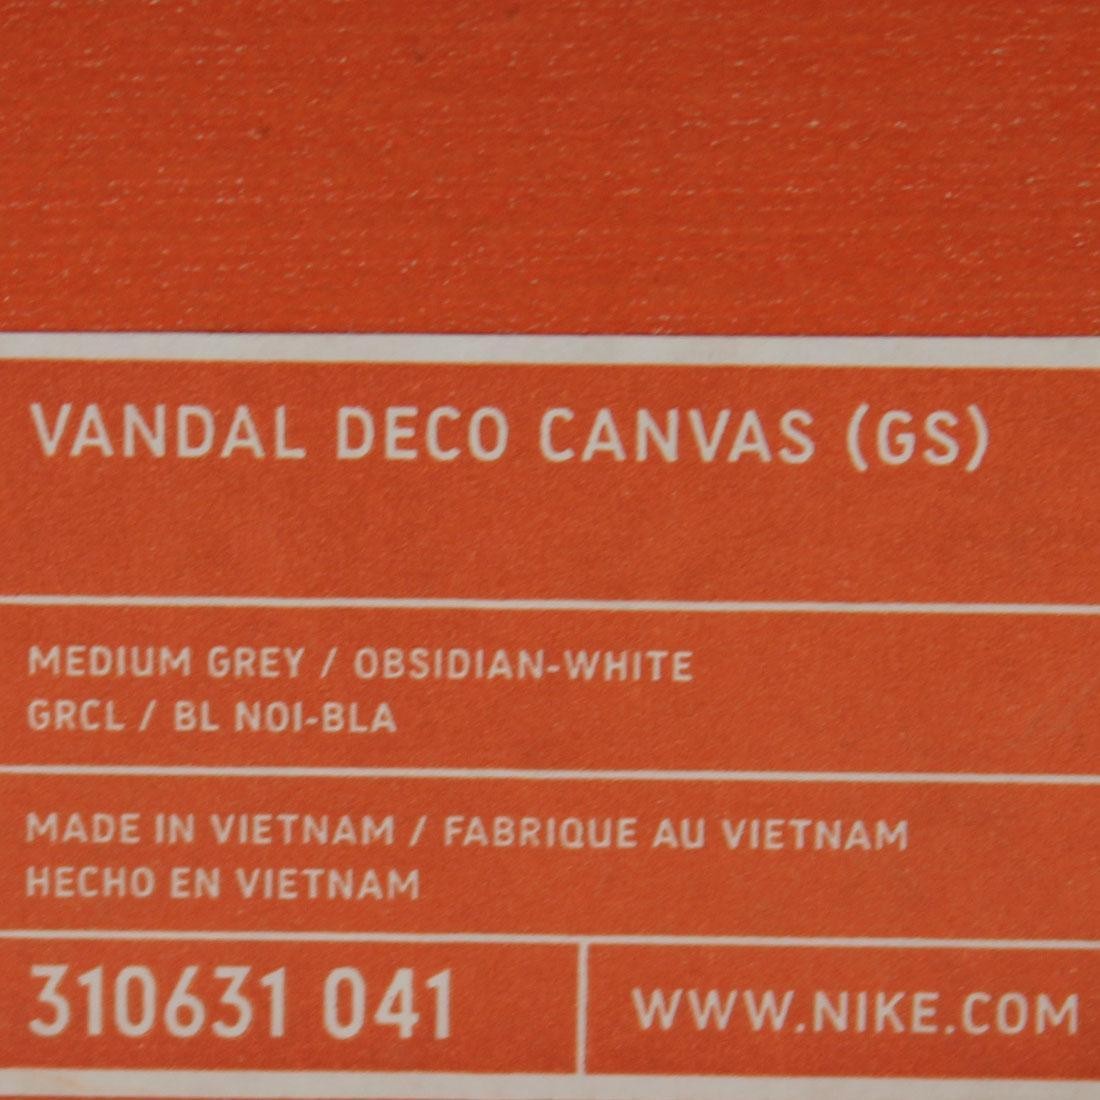 VANDAL DECO CANVAS (GS)
MEDIUM GREY / OBSIDIAN-WHITE
GRCL / BL NOI-BLA
MADE IN VIETNAM / FABRIQUE AU VIETNAM
HECHO EN VIETNAM
310631 041
WWW.NIKE.COM